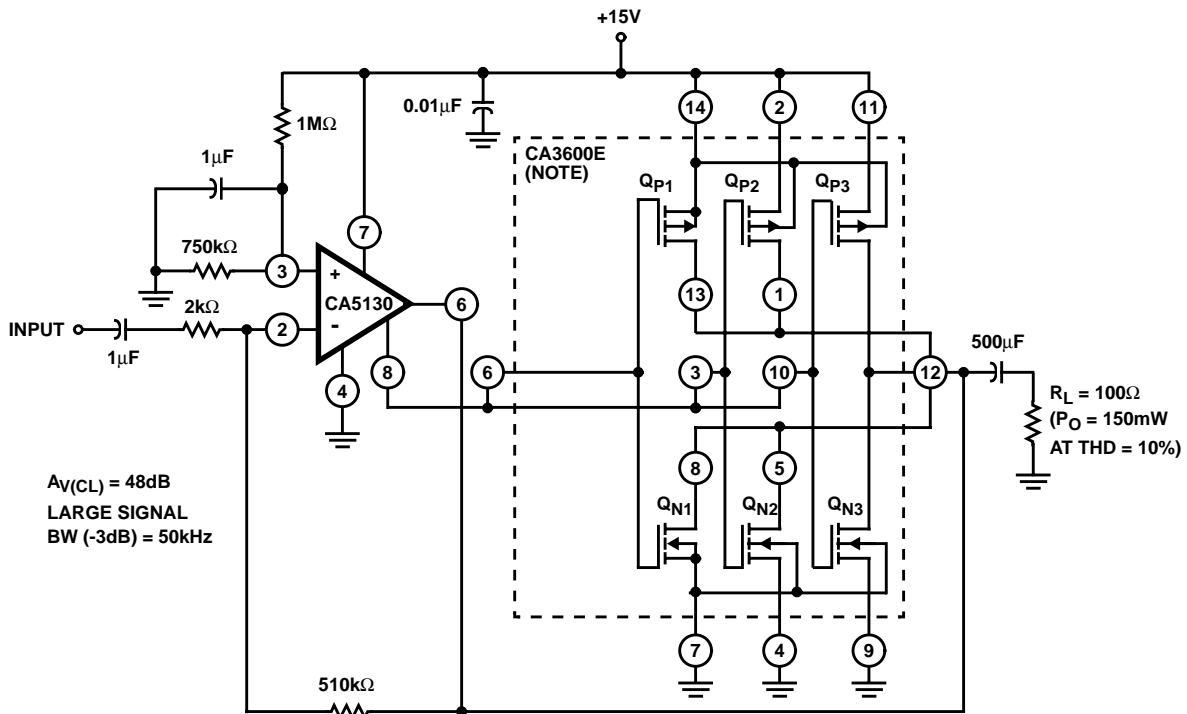 +15V
14
2
11
0.01µF
1MΩ
CA3600E
(NOTE)
1µF
QP1
QP2
QP3
7
750kΩ
3
+
CA5130
6
13
1
2kΩ
INPUT
2
-
1µF
500µF
8
6
3
10
12
4
RL = 100Ω
(PO = 150mW
AT THD = 10%)
8
5
AV(CL) = 48dB
LARGE SIGNAL
BW (-3dB) = 50kHz
QN1
QN2
QN3
7
4
9
510kΩ